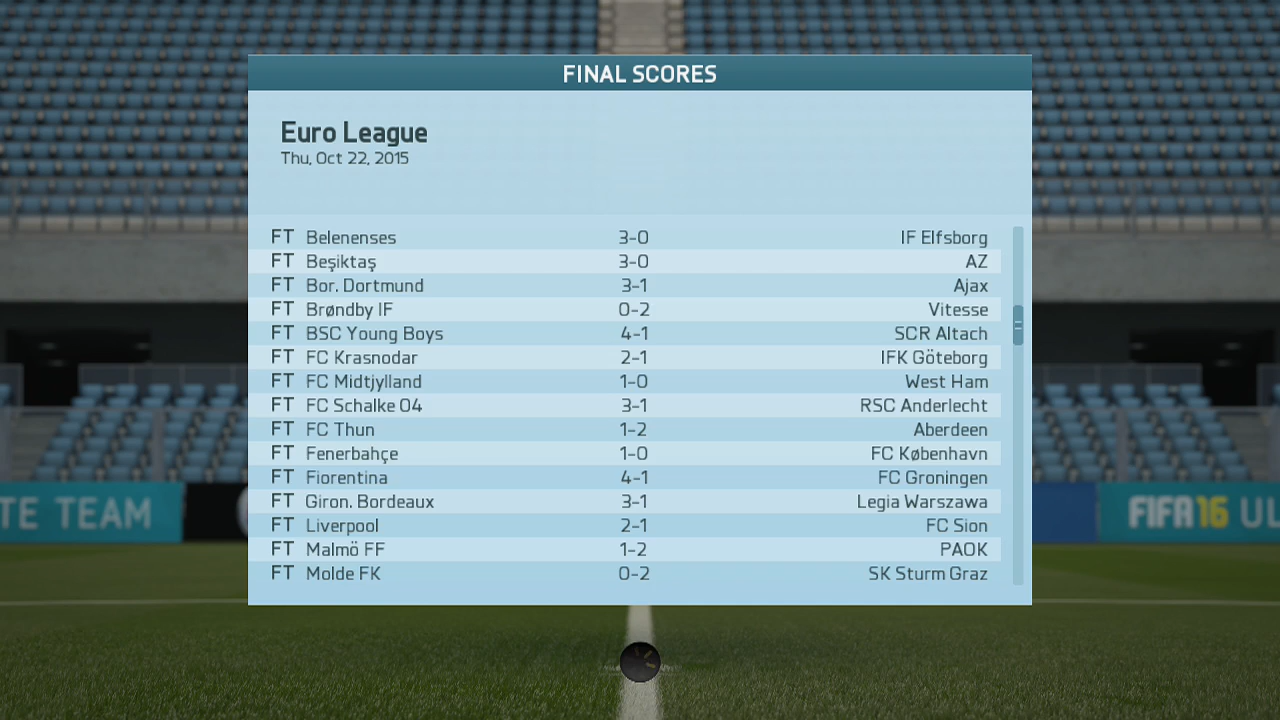 FINAL SCORES
Euro League
Thu, Oct 22, 2015
FT Belenenses 3-0 IF Elfsborg
FT Beşiktaş 3-0 AZ
FT Bor. Dortmund 3-1 Ajax
FT Brøndby IF 0-2 Vitesse
FT BSC Young Boys 4-1 SCR Altach
FT FC Krasnodar 2-1 IFK Göteborg
FT FC Midtjylland 1-0 West Ham
FT FC Schalke 04 3-1 RSC Anderlecht
FT FC Thun 1-2 Aberdeen
FT Fenerbahçe 1-0 FC København
FT Fiorentina 4-1 FC Groningen
FT Giron. Bordeaux 3-1 Legia Warszawa
FT Liverpool 2-1 FC Sion
FT Malmö FF 1-2 PAOK
FT Molde FK 0-2 SK Sturm Graz
TE TEAM
FIFA16 UL